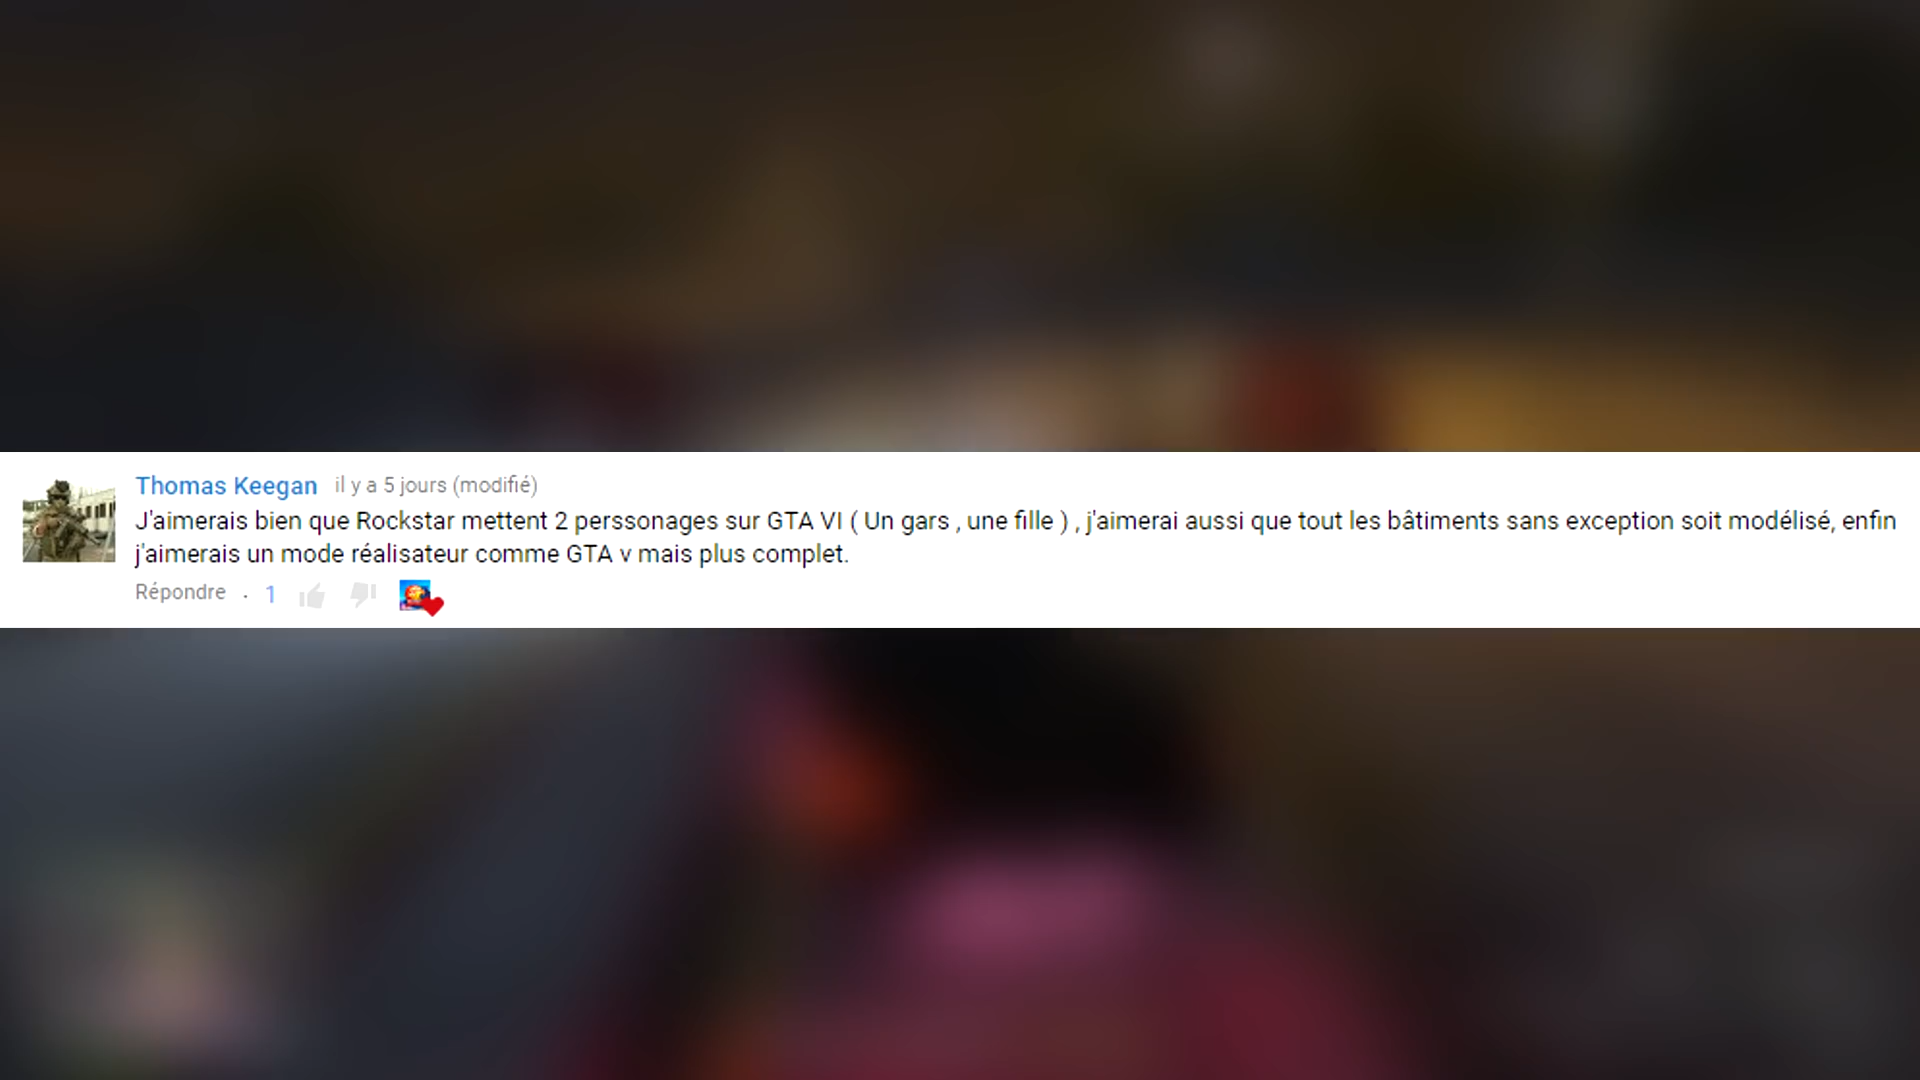 Thomas Keegan il y a 5 jours (modifié)
J'aimerais bien que Rockstar mettent 2 perssonages sur GTA VI ( Un gars , une fille ) , j'aimerai aussi que tout les bâtiments sans exception soit modélisé, enfin
j'aimerais un mode réalisateur comme GTA v mais plus complet.
Répondre · 1